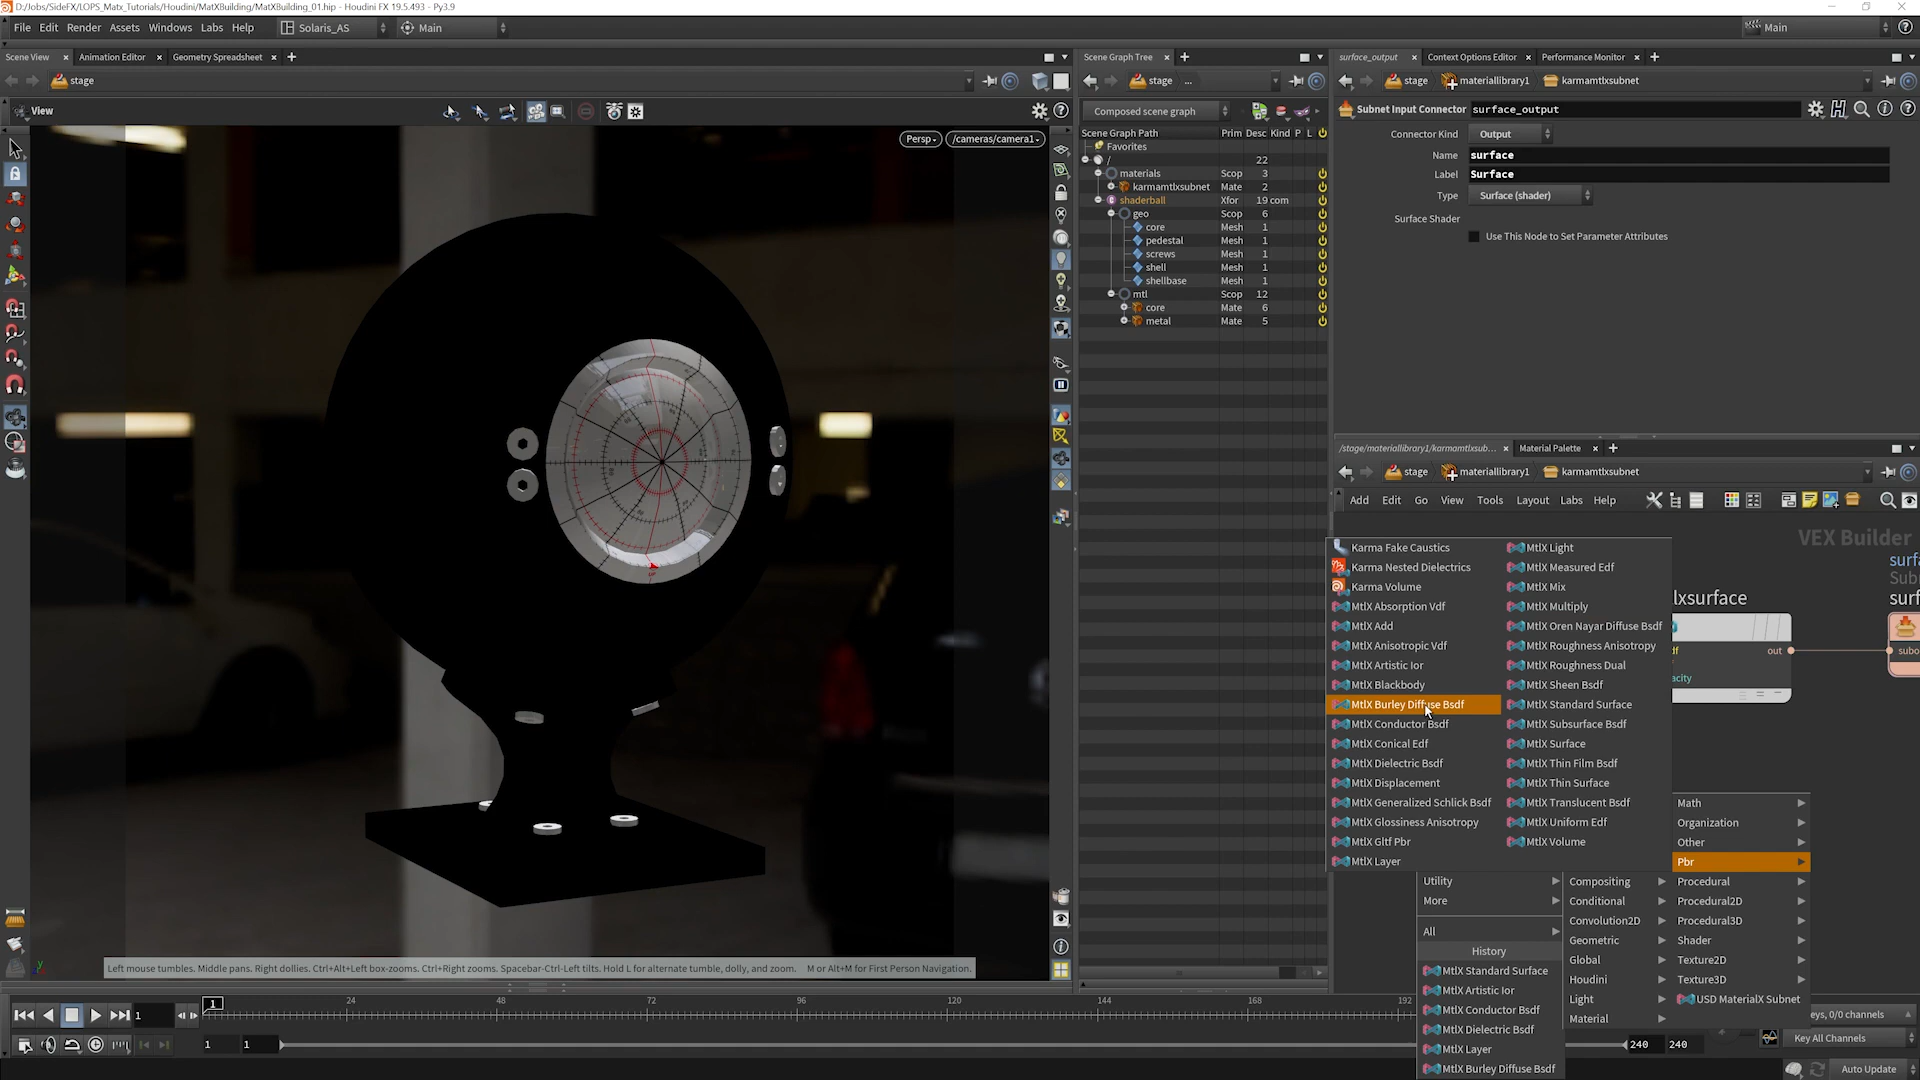 D:/Jobs/SideFX/LOPS_Matx_Tutorials/Houdini/MatXBuilding/MatXBuilding_01.hip - Houdini FX 19.5.493 - Py3.9
File Edit Render Assets Windows Labs Help Solaris_AS Main Main
Scene View Animation Editor Geometry Spreadsheet
stage
View
Persp /cameras/camera1
Scene Graph Tree
stage ...
Composed scene graph
Scene Graph Path Prim Desc Kind P L
Favorites
/ 22
materials Scop 3
karmamtlxsubnet Mate 2
shaderball Xfor 19 com
geo Scop 6
core Mesh 1
pedestal Mesh 1
screws Mesh 1
shell Mesh 1
shellbase Mesh 1
mtl Scop 12
core Mate 6
metal Mate 5
surface_output Context Options Editor Performance Monitor
stage materiallibrary1 karmamtlxsubnet
Subnet Input Connector surface_output
Connector Kind Output
Name surface
Label Surface
Type Surface (shader)
Surface Shader
Use This Node to Set Parameter Attributes
/stage/materiallibrary1/karmamtlxsub... Material Palette
stage materiallibrary1 karmamtlxsubnet
Add Edit Go View Tools Layout Labs Help
VEX Builder
Karma Fake Caustics
Karma Nested Dielectrics
Karma Volume
MtlX Absorption Vdf
MtlX Add
MtlX Anisotropic Vdf
MtlX Artistic Ior
MtlX Blackbody
MtlX Burley Diffuse Bsdf
MtlX Conductor Bsdf
MtlX Conical Edf
MtlX Dielectric Bsdf
MtlX Displacement
MtlX Generalized Schlick Bsdf
MtlX Glossiness Anisotropy
MtlX Gltf Pbr
MtlX Layer
MtlX Light
MtlX Measured Edf
MtlX Mix
MtlX Multiply
MtlX Oren Nayar Diffuse Bsdf
MtlX Roughness Anisotropy
MtlX Roughness Dual
MtlX Sheen Bsdf
MtlX Standard Surface
MtlX Subsurface Bsdf
MtlX Surface
MtlX Thin Film Bsdf
MtlX Thin Surface
MtlX Translucent Bsdf
MtlX Uniform Edf
MtlX Volume
lxsurface
out
df
acity
surf
Sub
surf
subo
Math
Organization
Other
Pbr
Procedural
Procedural2D
Procedural3D
Shader
Texture2D
Texture3D
USD MaterialX Subnet
Compositing
Conditional
Convolution2D
Geometric
Global
Houdini
Light
Material
Utility
More
All
History
MtlX Standard Surface
MtlX Artistic Ior
MtlX Conductor Bsdf
MtlX Dielectric Bsdf
MtlX Layer
MtlX Burley Diffuse Bsdf
Left mouse tumbles. Middle pans. Right dollies. Ctrl+Alt+Left box-zooms. Ctrl+Right zooms. Spacebar-Ctrl-Left tilts. Hold L for alternate tumble, dolly, and zoom. M or Alt+M for First Person Navigation.
1 1 24 48 72 96 120 144 168 192
eys, 0/0 channels
1 1 240 240
Key All Channels
Auto Update